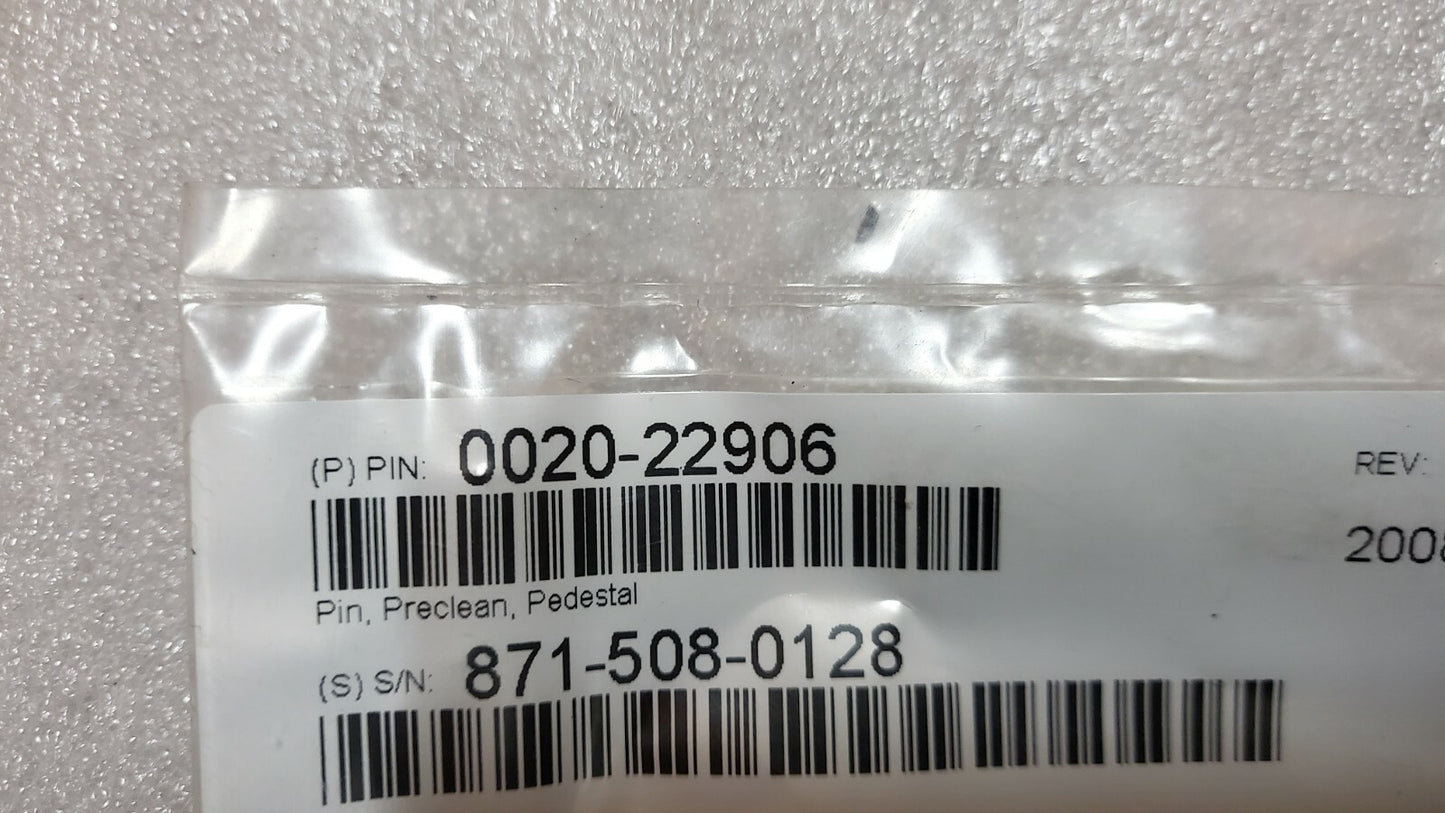 (P) PIN: 0020-22906
REV:
Pin, Preclean, Pedestal
(S) S/N: 871-508-0128